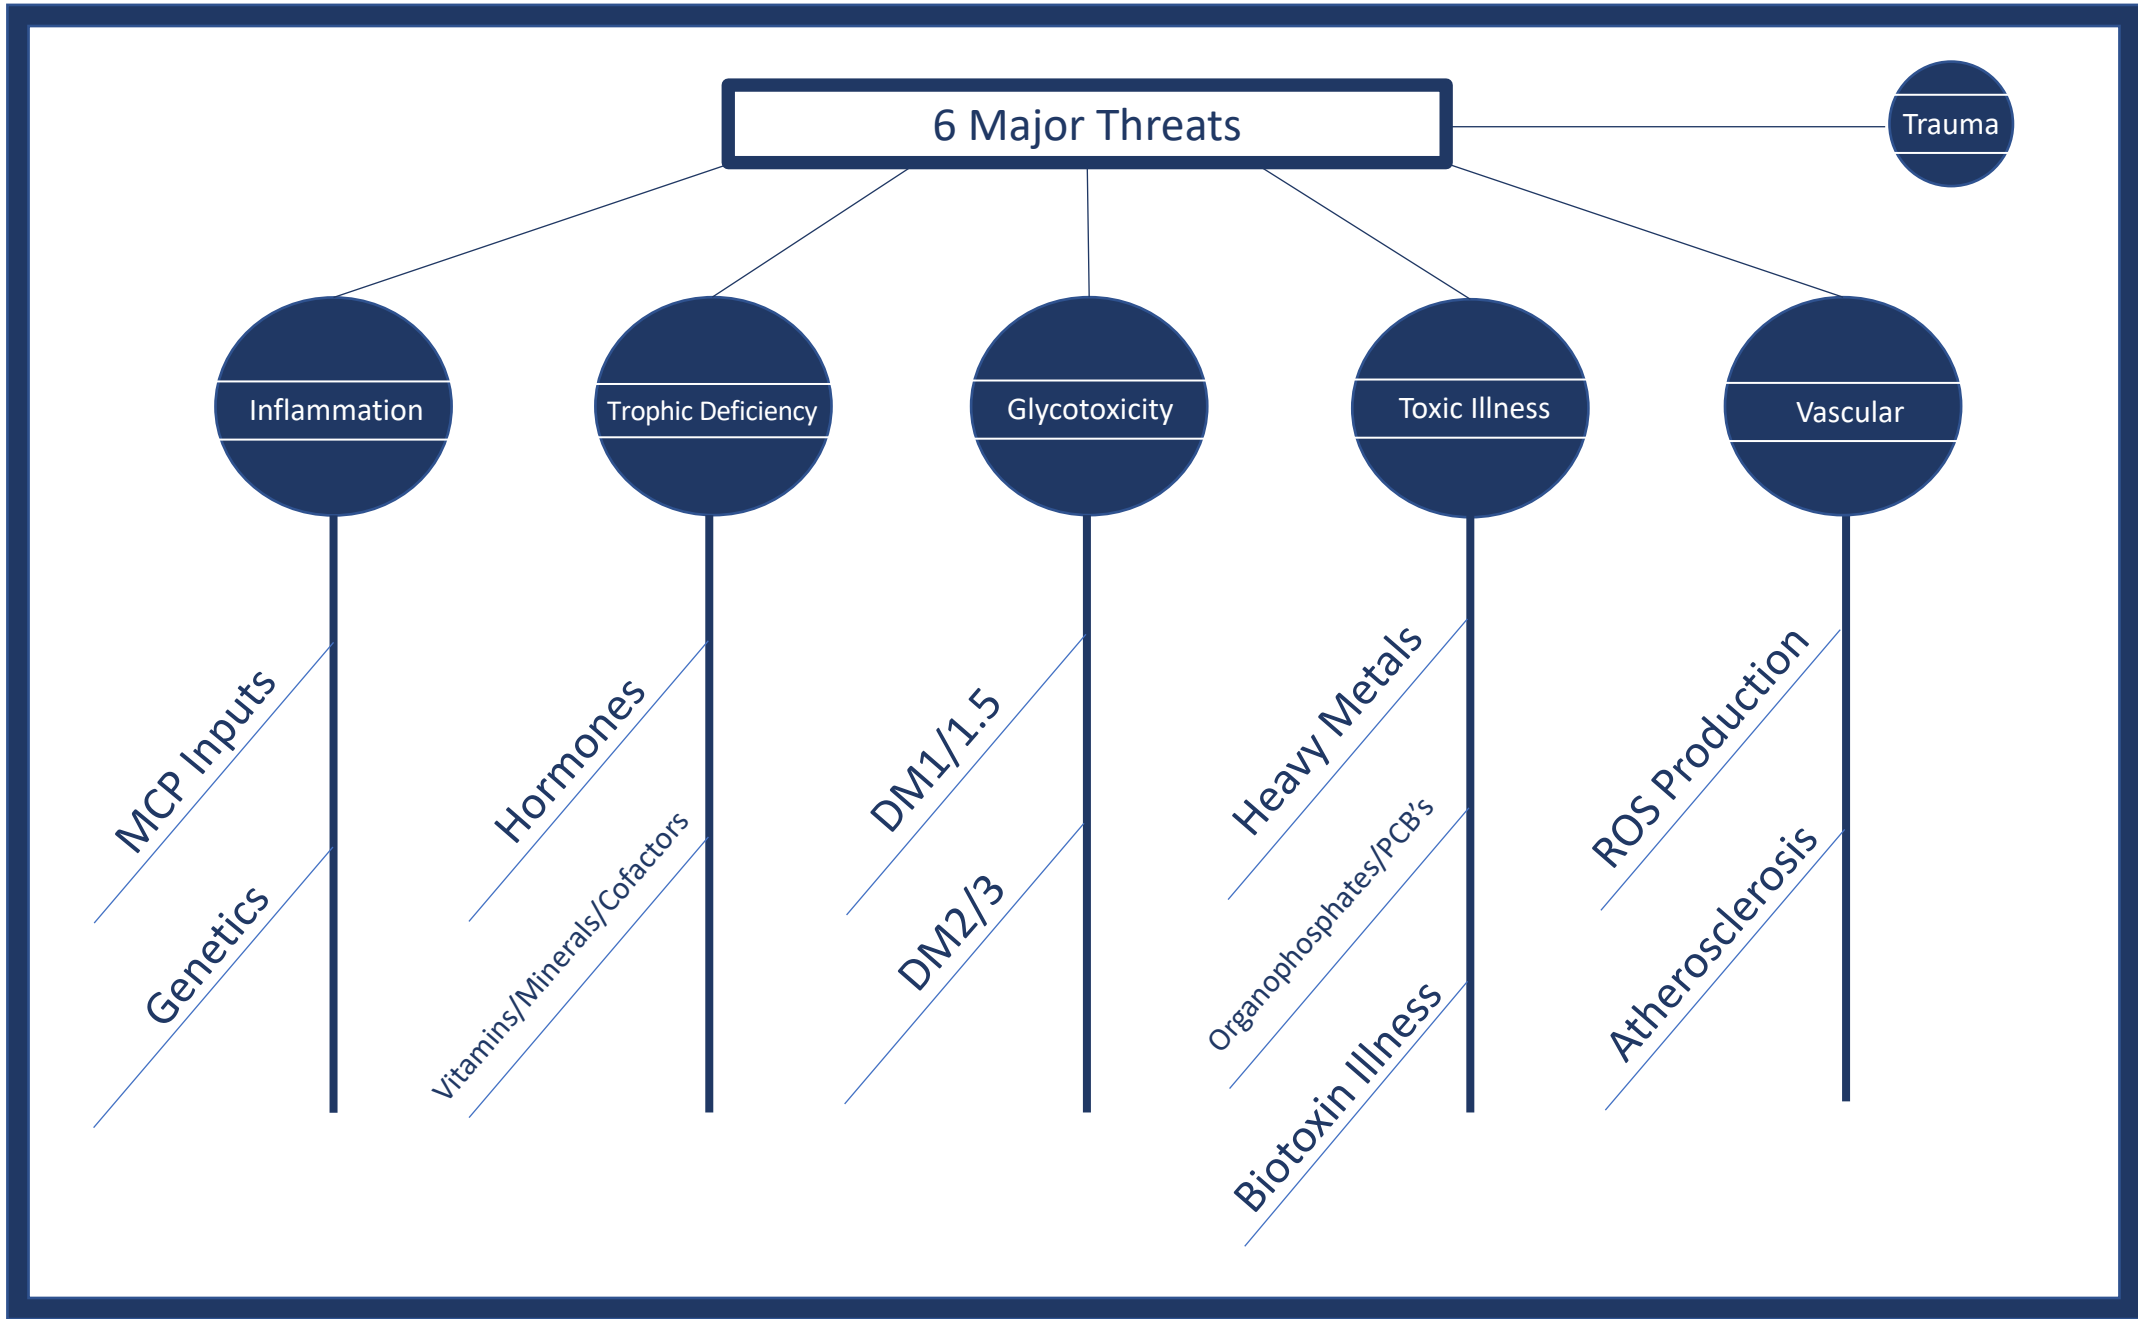 6 Major Threats
Trauma
Inflammation
Trophic Deficiency
Glycotoxicity
Toxic Illness
Vascular
MCP Inputs
Genetics
Hormones
Vitamins/Minerals/Cofactors
DM1/1.5
DM2/3
Heavy Metals
Organophosphates/PCB’s
Biotoxin Illlness
ROS Production
Atherosclerosis